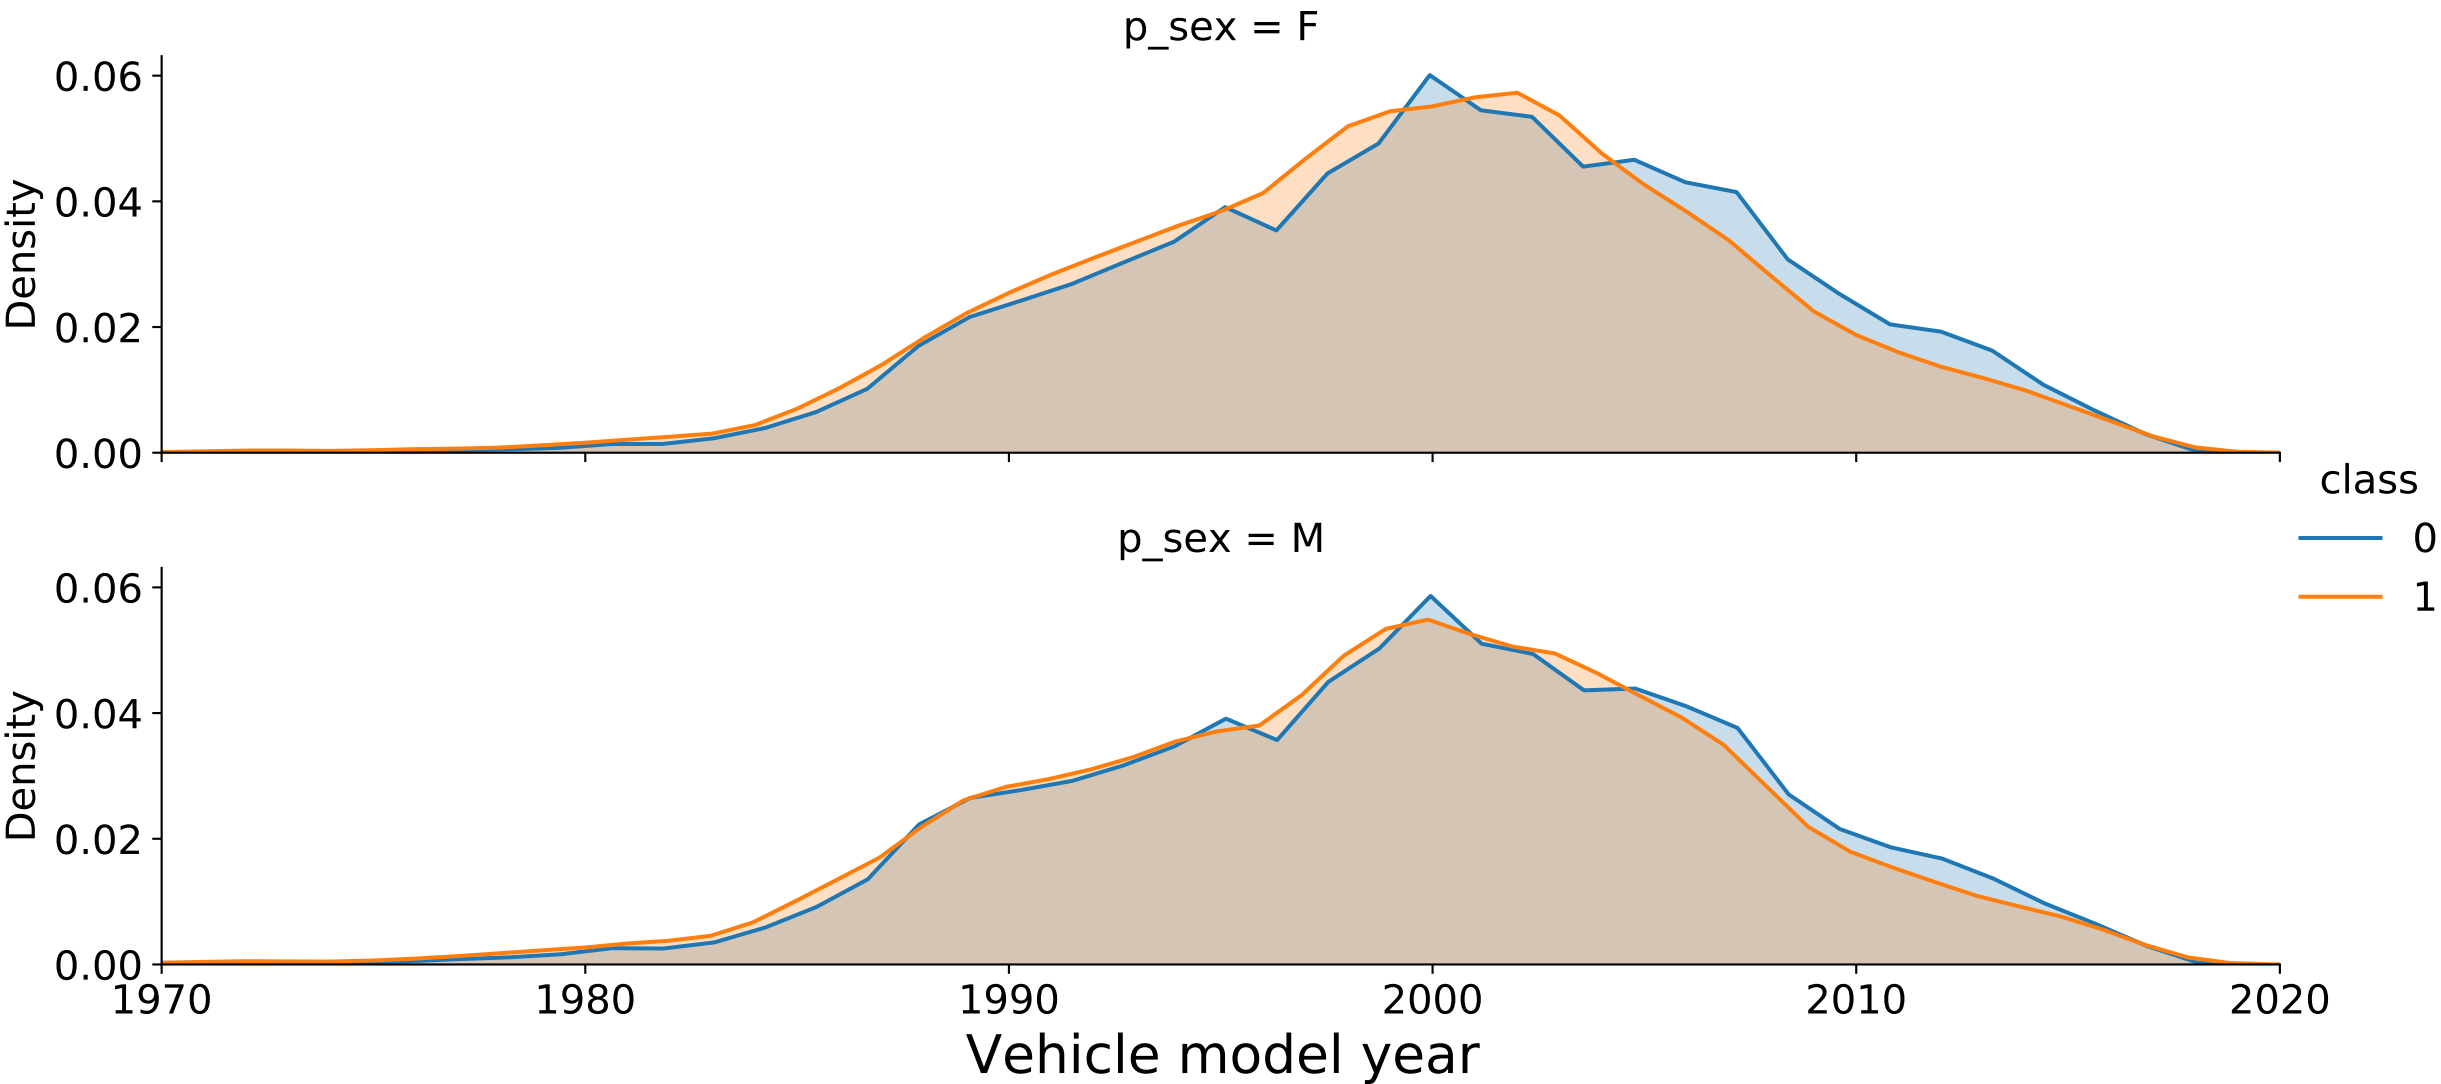 p_sex = F
Density
0.06
0.04
0.02
0.00
class
0
1
p_sex = M
Density
0.06
0.04
0.02
0.00
1970 1980 1990 2000 2010 2020
Vehicle model year